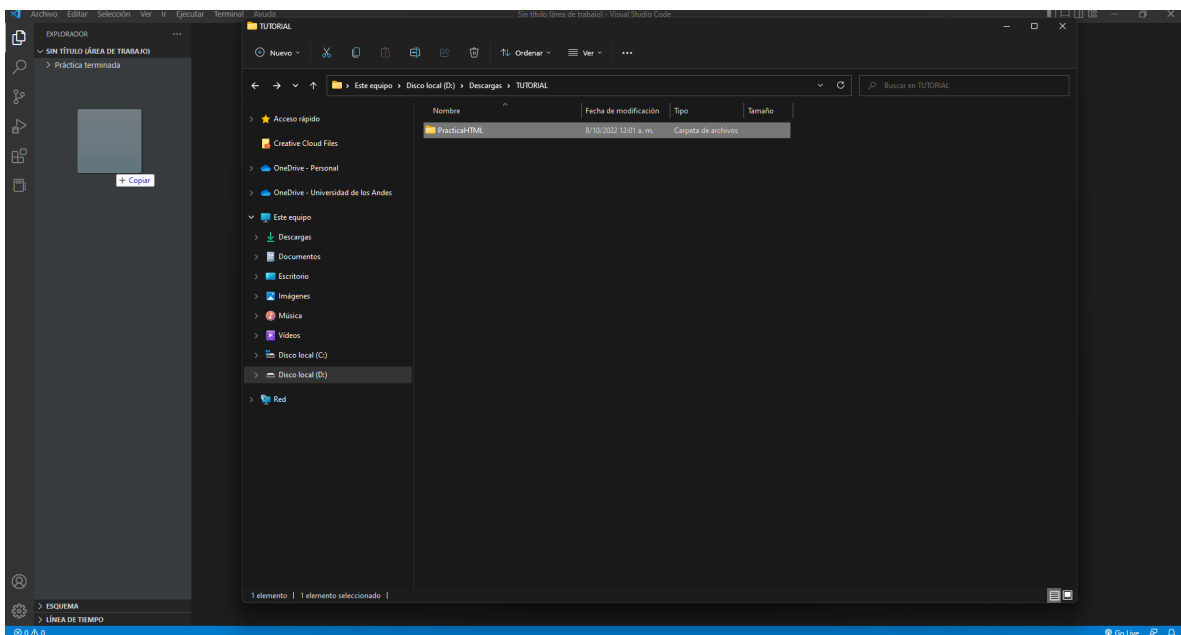 Archivo Editar Selección Ver Ir Ejecutar Terminal Ayuda
Sin título (área de trabajo) - Visual Studio Code
EXPLORADOR
SIN TÍTULO (ÁREA DE TRABAJO)
Práctica terminada
+ Copiar
ESQUEMA
LÍNEA DE TIEMPO
TUTORIAL
Nuevo
Ordenar
Ver
Este equipo > Disco local (D:) > Descargas > TUTORIAL
Buscar en TUTORIAL
Acceso rápido
Creative Cloud Files
OneDrive - Personal
OneDrive - Universidad de los Andes
Este equipo
Descargas
Documentos
Escritorio
Imágenes
Música
Vídeos
Disco local (C:)
Disco local (D:)
Red
Nombre Fecha de modificación Tipo Tamaño
PracticaHTML 8/10/2022 12:01 a. m. Carpeta de archivos
1 elemento | 1 elemento seleccionado |
0 0
Go Live